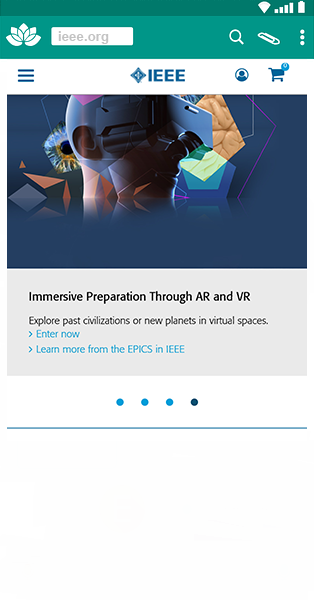 ieee.org
IEEE
0
Immersive Preparation Through AR and VR
Explore past civilizations or new planets in virtual spaces.
> Enter now
> Learn more from the EPICS in IEEE